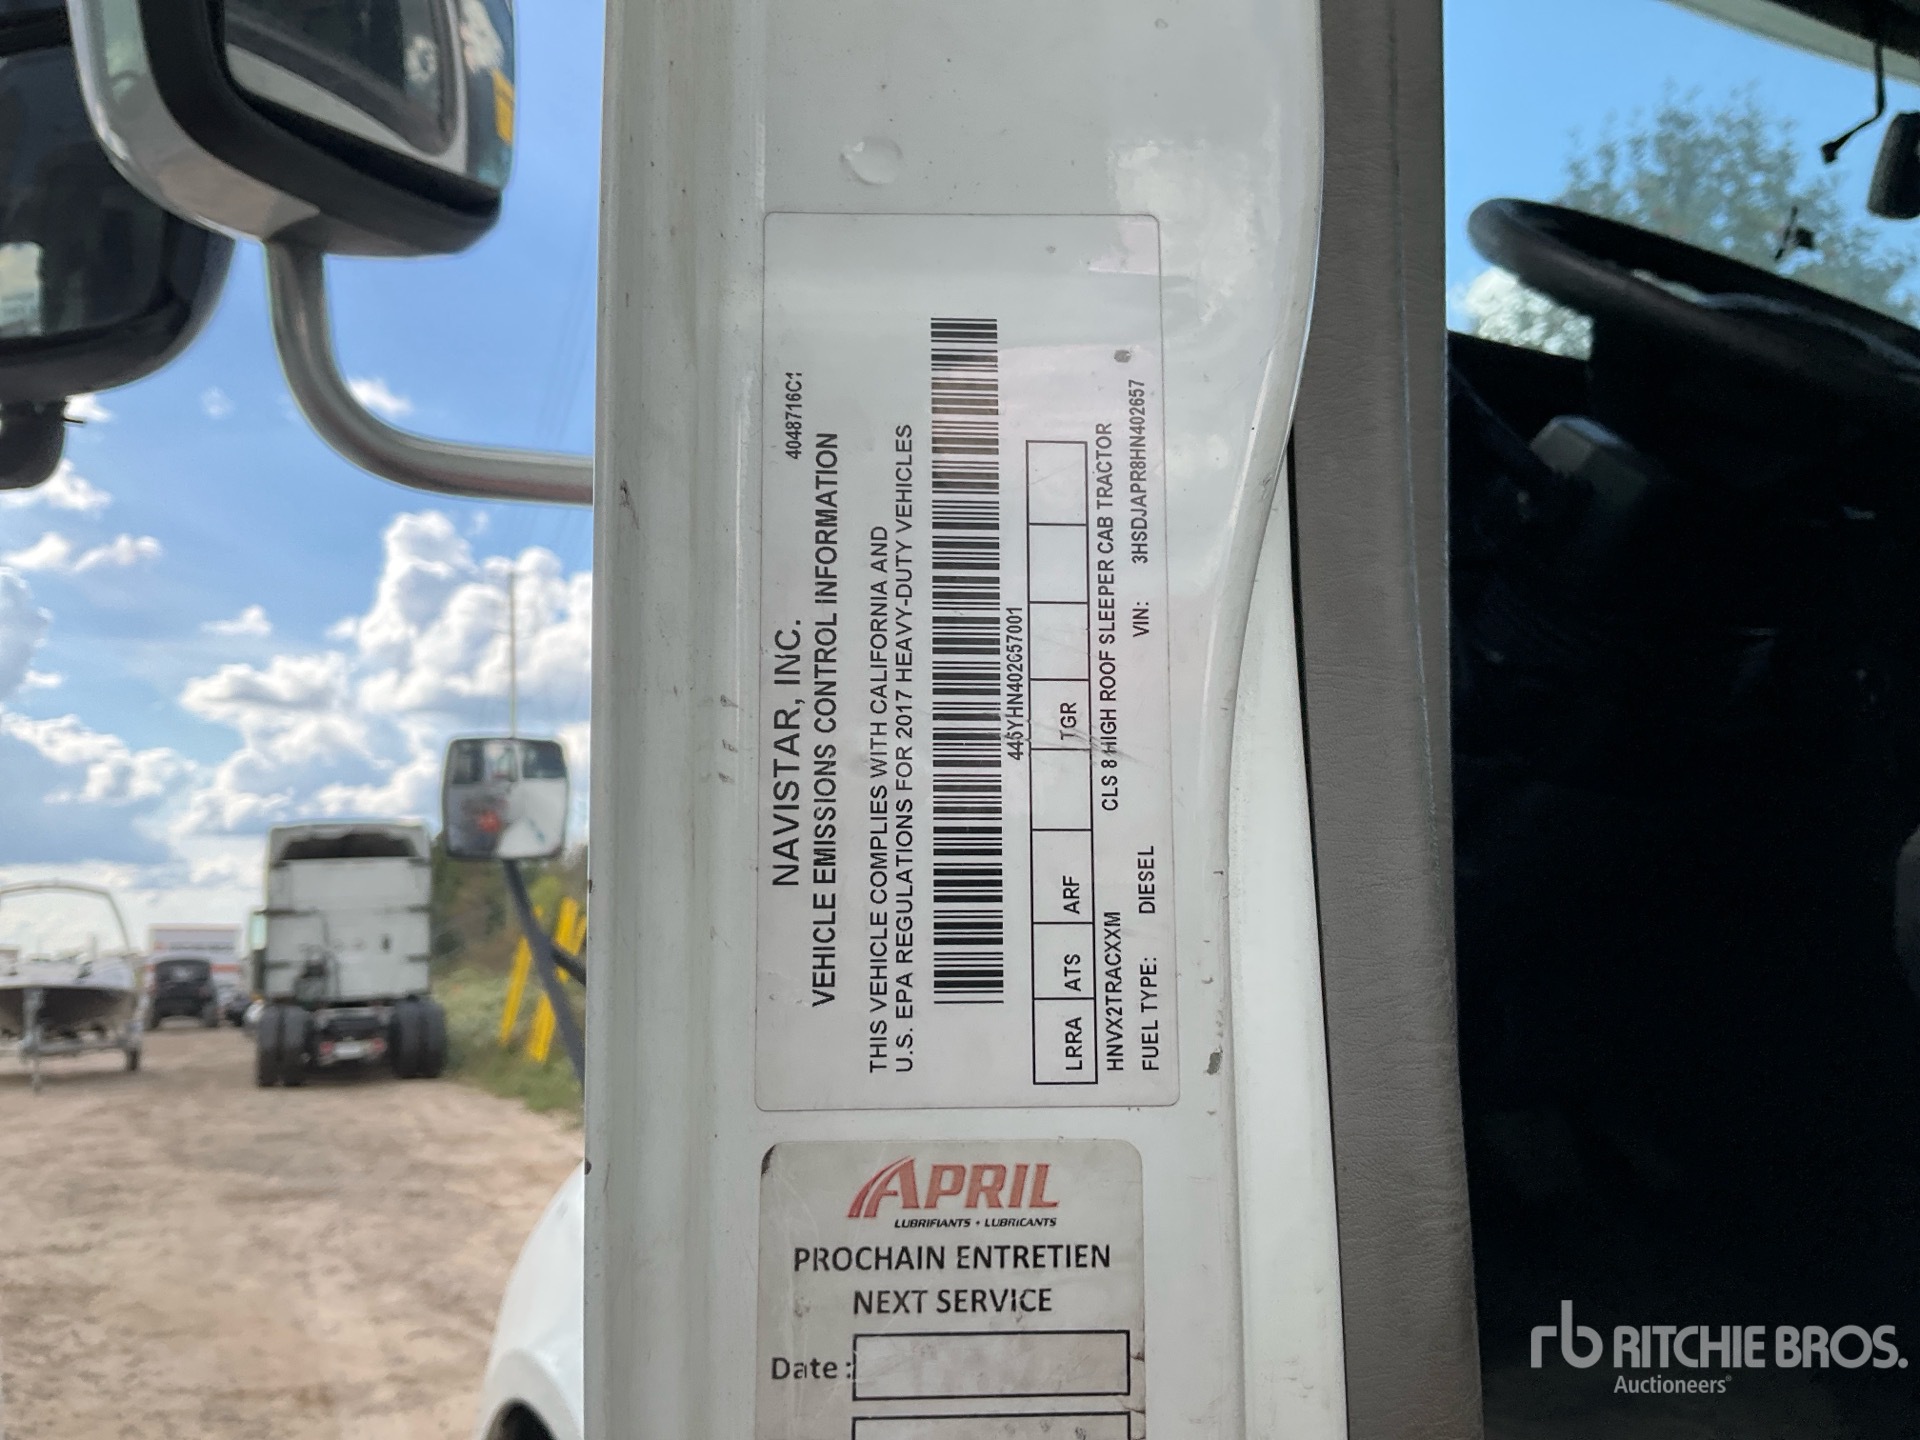 4048716C1
NAVISTAR, INC.
VEHICLE EMISSIONS CONTROL INFORMATION
THIS VEHICLE COMPLIES WITH CALIFORNIA AND
U.S. EPA REGULATIONS FOR 2017 HEAVY-DUTY VEHICLES
445YHN402657001
LRRA ATS ARF TGR
HNVX2TRACXXM CLS 8 HIGH ROOF SLEEPER CAB TRACTOR
FUEL TYPE: DIESEL VIN: 3HSDJAPR8HN402657
APRIL
LUBRIFIANTS • LUBRICANTS
PROCHAIN ENTRETIEN
NEXT SERVICE
Date :
rb RITCHIE BROS.
Auctioneers